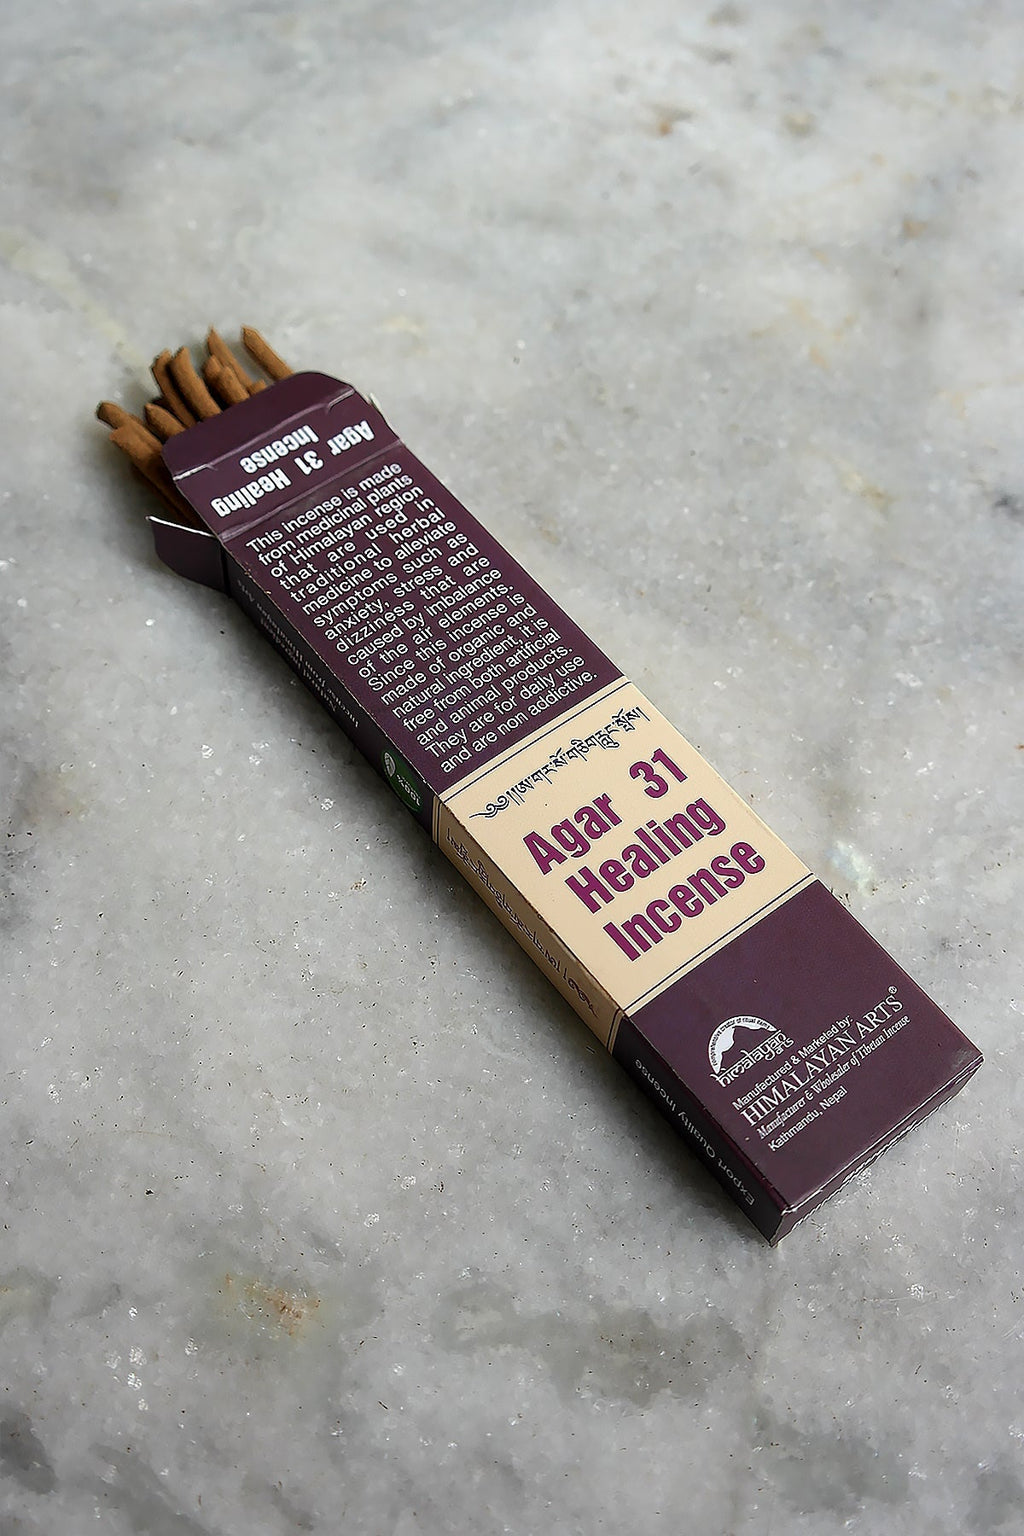 Agar 31 Healing
Incense
This incense is made
from medicinal plants
of Himalayan region
that are used in
traditional herbal
medicine to alleviate
symptoms such as
anxiety, stress and
dizziness that are
caused by imbalance
of the air elements.
Since this incense is
made of organic and
natural ingredient, it is
free from both artificial
and animal products.
They are for daily use
and are non addictive.
Agar 31
Healing
Incense
himalayan
arts
Manufactured & Marketed by:
HIMALAYAN ARTS®
Manufacturer & Wholesaler of Tibetan Incense
Kathmandu, Nepal
100%
Export Quality Incense